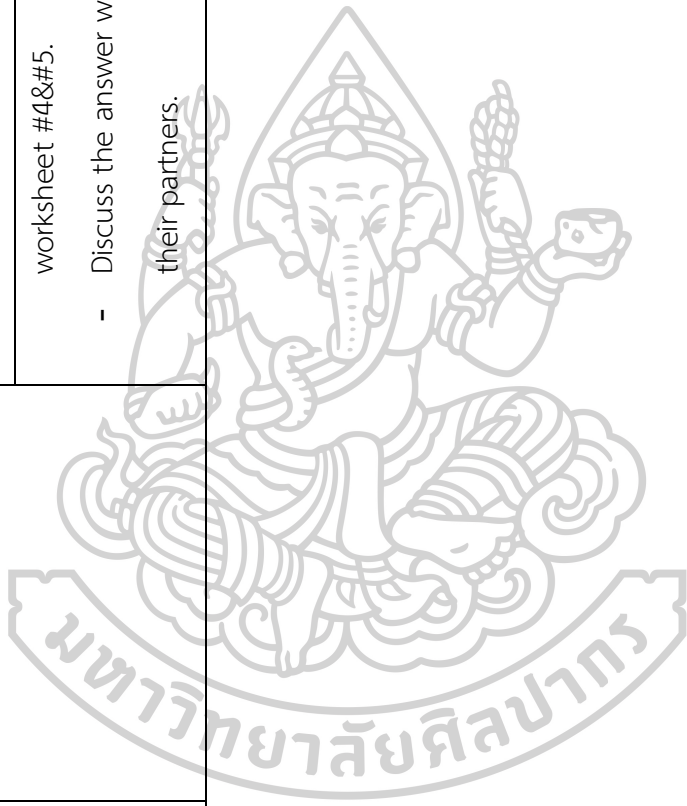 worksheet #4&#5.
- Discuss the answer w
their partners.
มหาวิทยาลัยศิลปากร